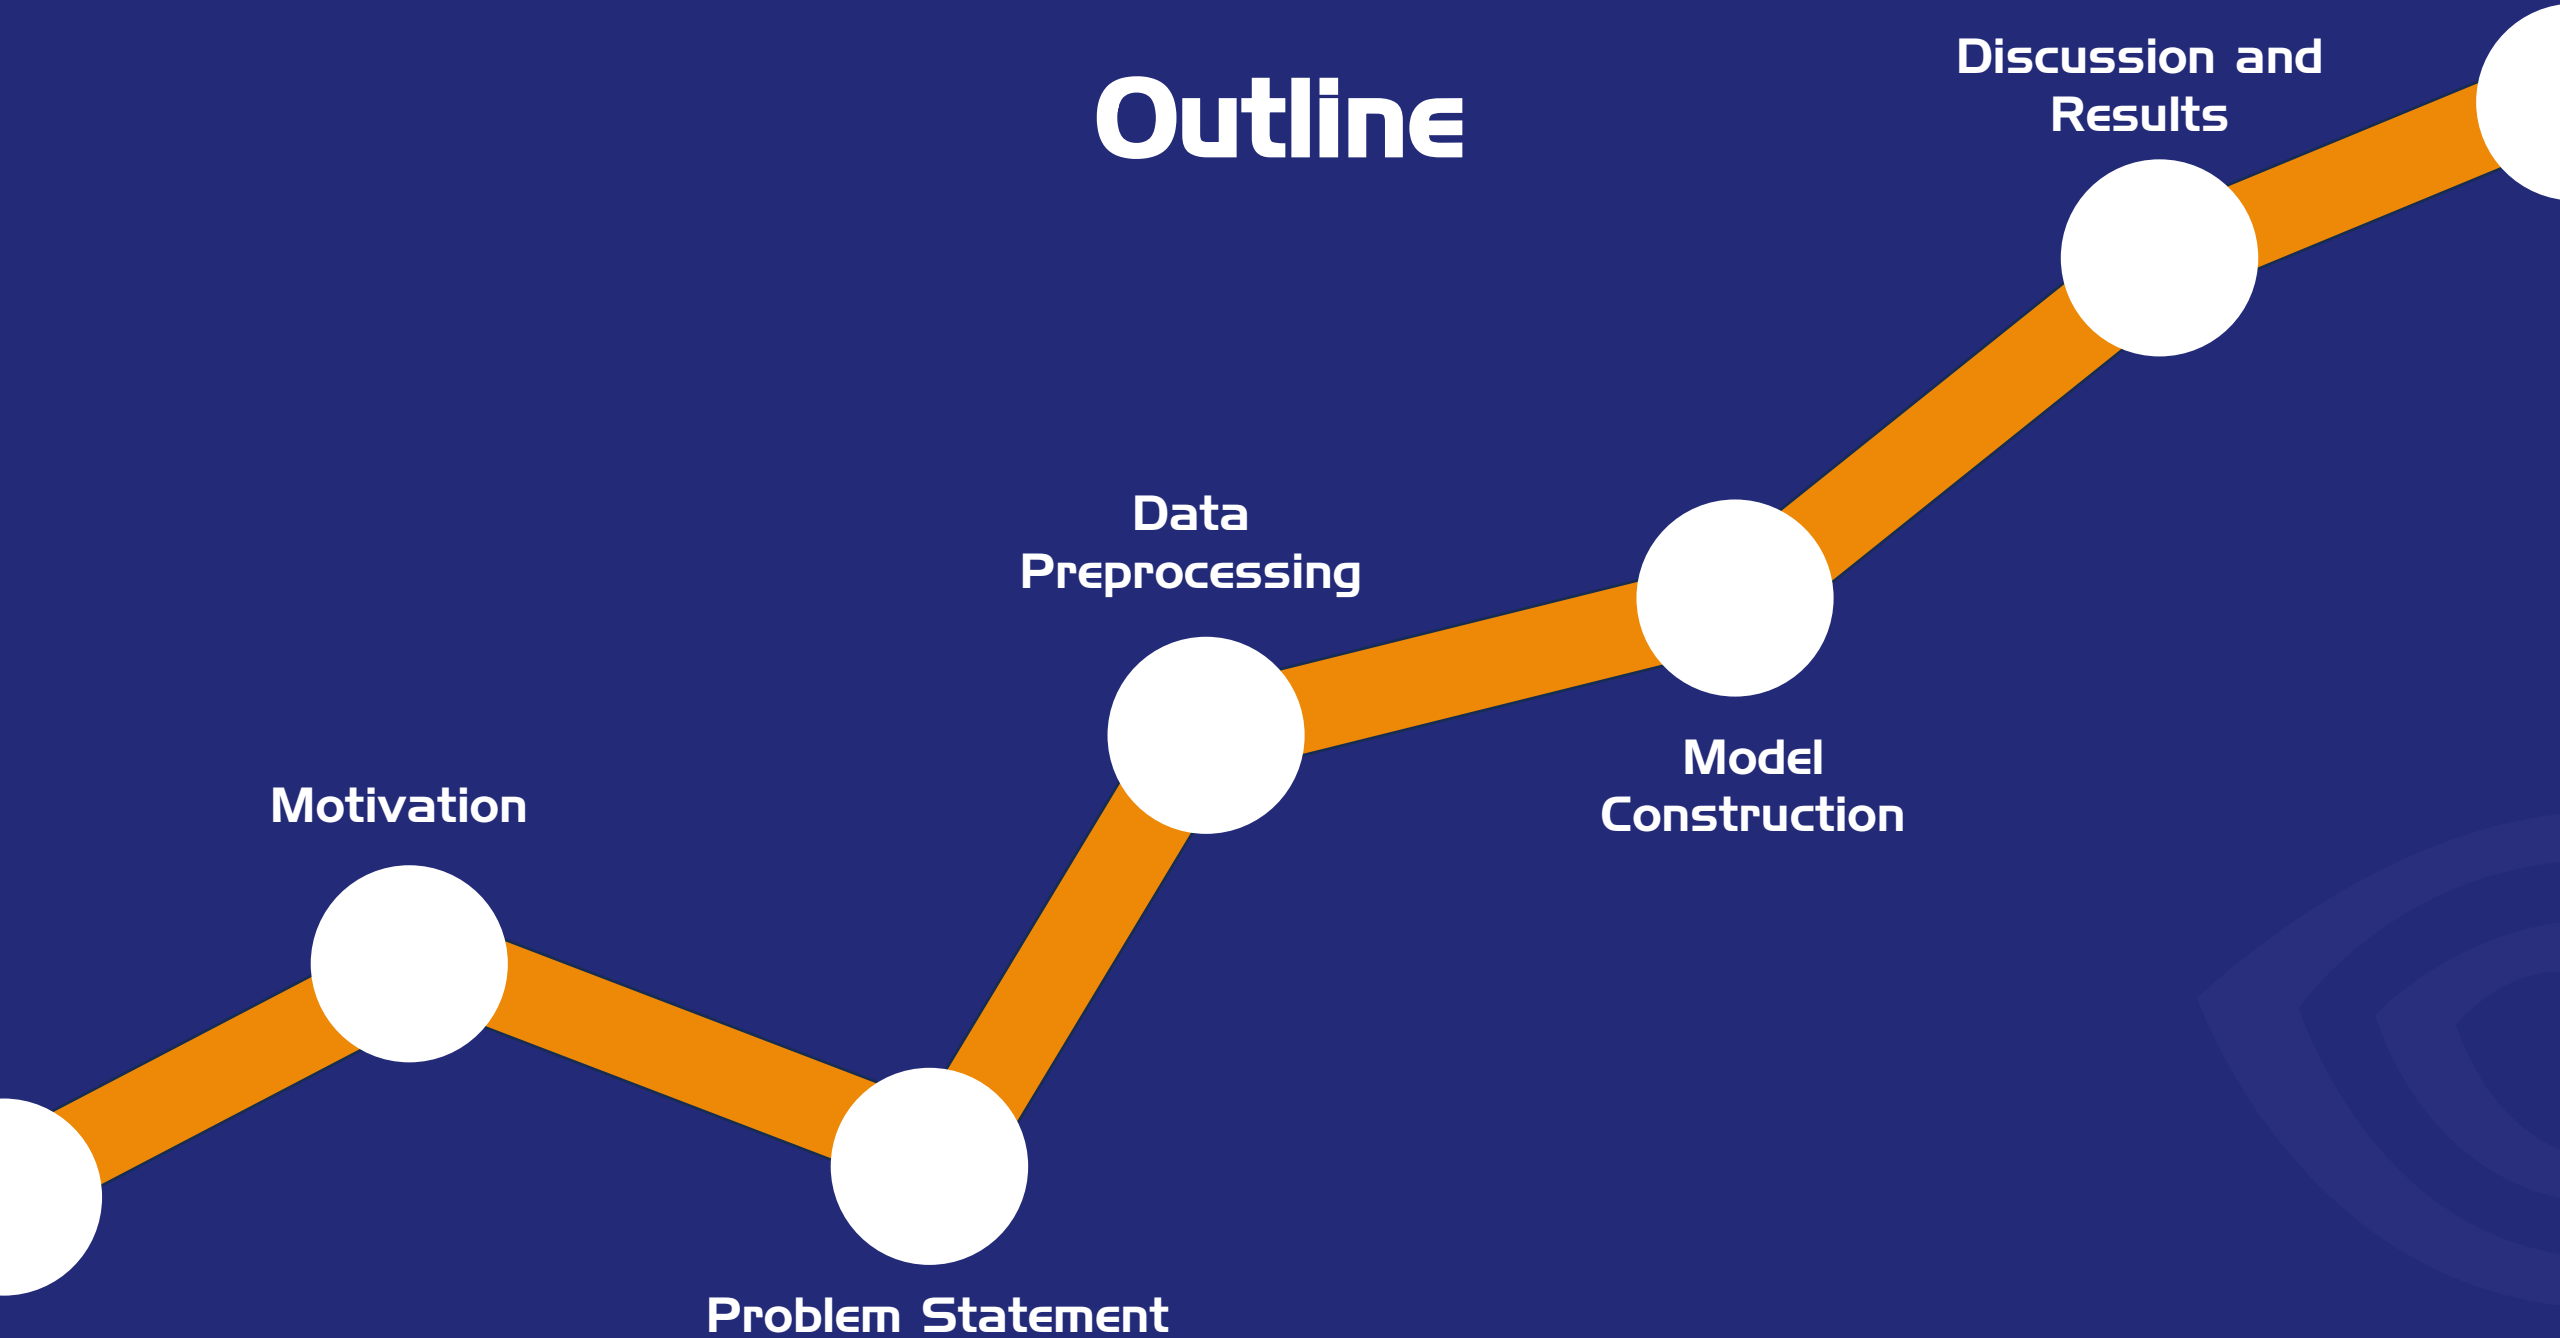 Outline
Motivation
Problem Statement
Data
Preprocessing
Model
Construction
Discussion and
Results